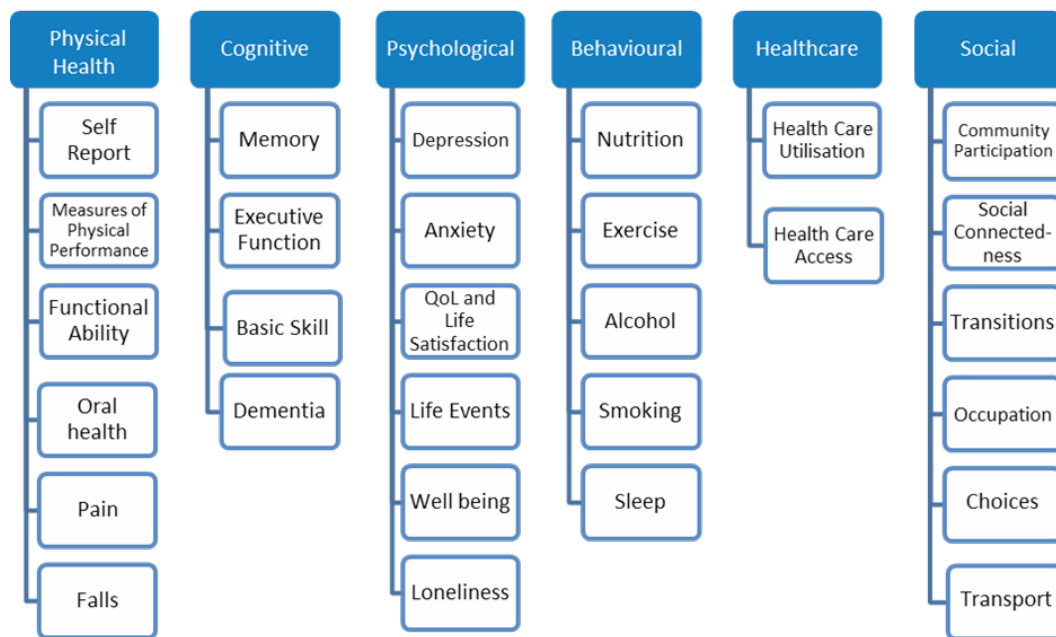 Physical
Health
Self
Report
Measures of
Physical
Performance
Functional
Ability
Oral
health
Pain
Falls
Cognitive
Memory
Executive
Function
Basic Skill
Dementia
Psychological
Depression
Anxiety
QoL and
Life
Satisfaction
Life Events
Well being
Loneliness
Behavioural
Nutrition
Exercise
Alcohol
Smoking
Sleep
Healthcare
Health Care
Utilisation
Health Care
Access
Social
Community
Participation
Social
Connected-
ness
Transitions
Occupation
Choices
Transport